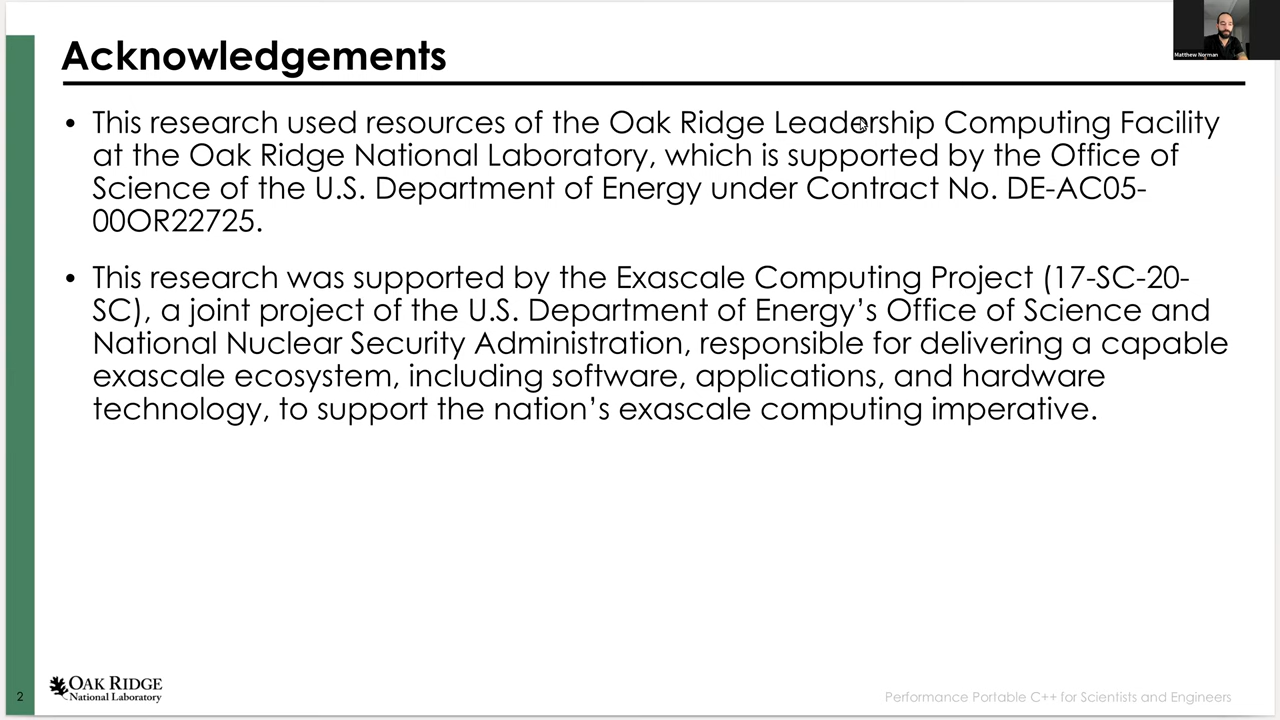 Acknowledgements
Matthew Norman
• This research used resources of the Oak Ridge Leadership Computing Facility
at the Oak Ridge National Laboratory, which is supported by the Office of
Science of the U.S. Department of Energy under Contract No. DE-AC05-
00OR22725.
• This research was supported by the Exascale Computing Project (17-SC-20-
SC), a joint project of the U.S. Department of Energy’s Office of Science and
National Nuclear Security Administration, responsible for delivering a capable
exascale ecosystem, including software, applications, and hardware
technology, to support the nation’s exascale computing imperative.
2
OAK RIDGE
National Laboratory
Performance Portable C++ for Scientists and Engineers